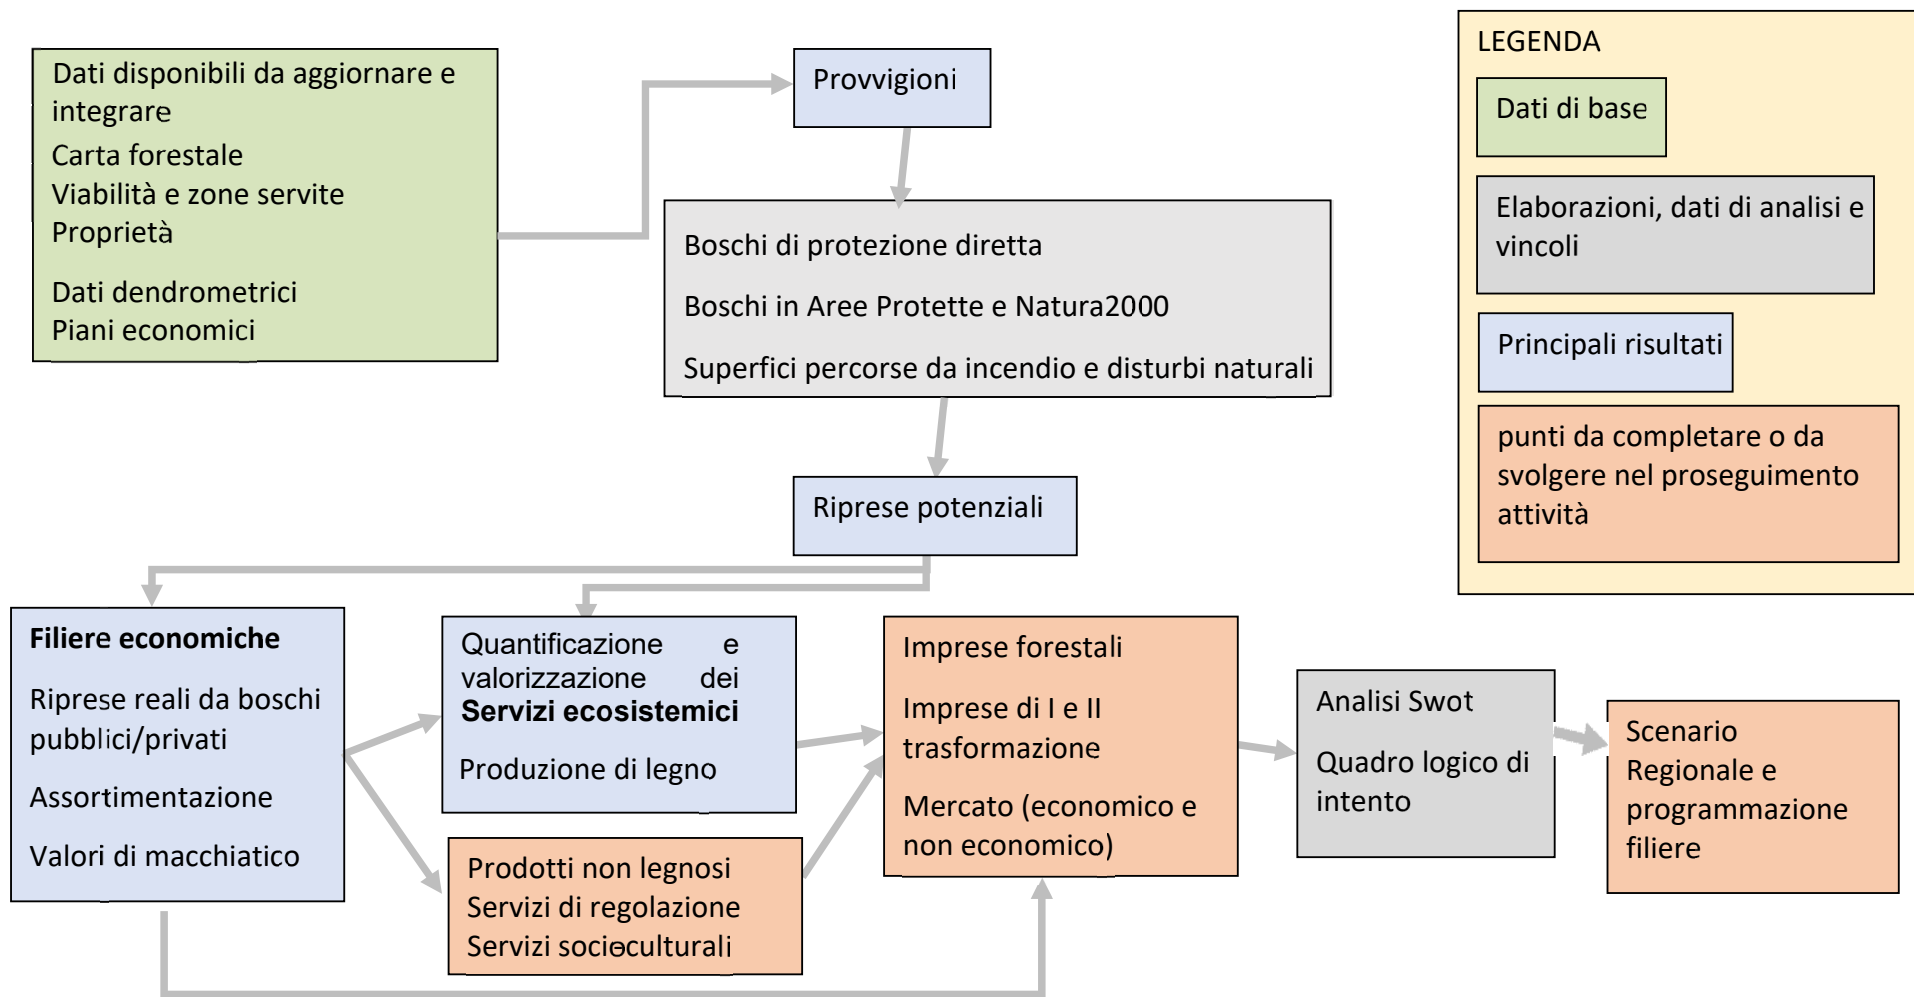 Dati disponibili da aggiornare e
integrare
Carta forestale
Viabilità e zone servite
Proprietà
Dati dendrometrici
Piani economici
Provvigioni
Boschi di protezione diretta
Boschi in Aree Protette e Natura2000
Superfici percorse da incendio e disturbi naturali
Riprese potenziali
LEGENDA
Dati di base
Elaborazioni, dati di analisi e
vincoli
Principali risultati
punti da completare o da
svolgere nel proseguimento
attività
Filiere economiche
Riprese reali da boschi
pubblici/privati
Assortimentazione
Valori di macchiatico
Quantificazione e
valorizzazione dei
Servizi ecosistemici
Produzione di legno
Prodotti non legnosi
Servizi di regolazione
Servizi socioculturali
Imprese forestali
Imprese di I e II
trasformazione
Mercato (economico e
non economico)
Analisi Swot
Quadro logico di
intento
Scenario
Regionale e
programmazione
filiere